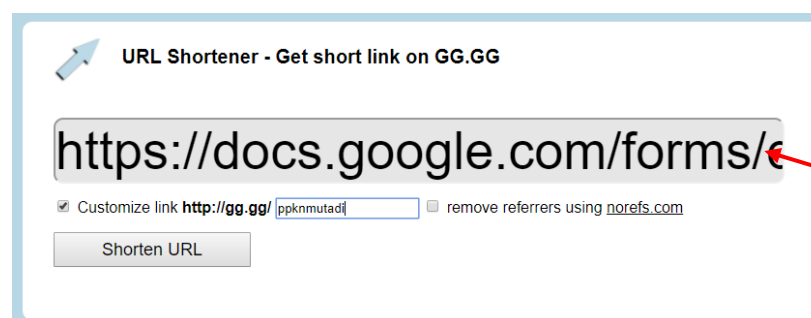 URL Shortener - Get short link on GG.GG
https://docs.google.com/forms/
Customize link http://gg.gg/ ppknmutadi remove referrers using norefs.com
Shorten URL